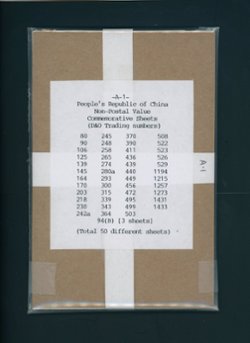 -A-1-
People's Republic of China
Non-Postal Value
Commemorative Sheets
(D&O Trading numbers)
80 245 370 508
90 248 390 522
106 258 411 523
125 265 436 526
139 274 439 529
145 280a 440 1194
164 293 449 1215
170 300 456 1257
203 315 472 1273
218 339 495 1431
230 343 499
242a 364 503
94(b) [3 sheets]
(Total 50 different sheets)
A-1